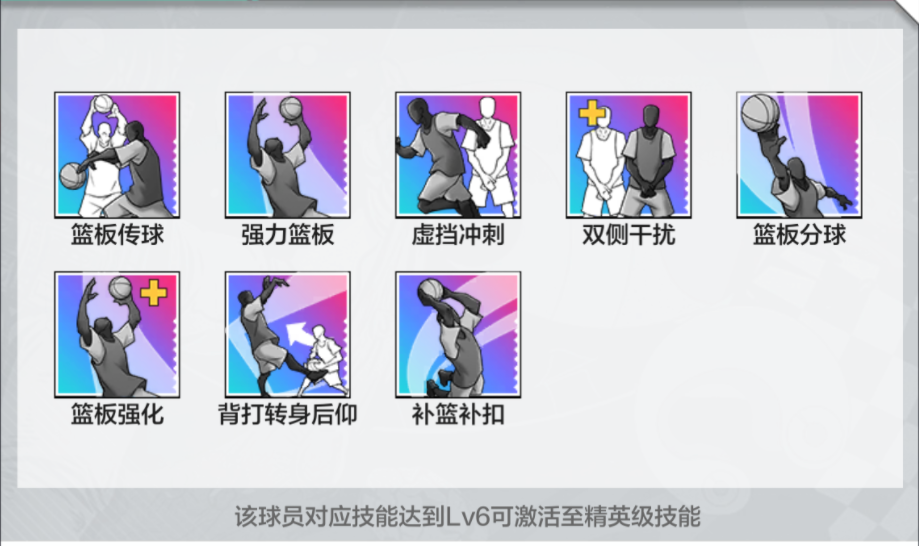 篮板传球
强力篮板
虚挡冲刺
双侧干扰
篮板分球
篮板强化
背打转身后仰
补篮补扣
该球员对应技能达到Lv6可激活至精英级技能